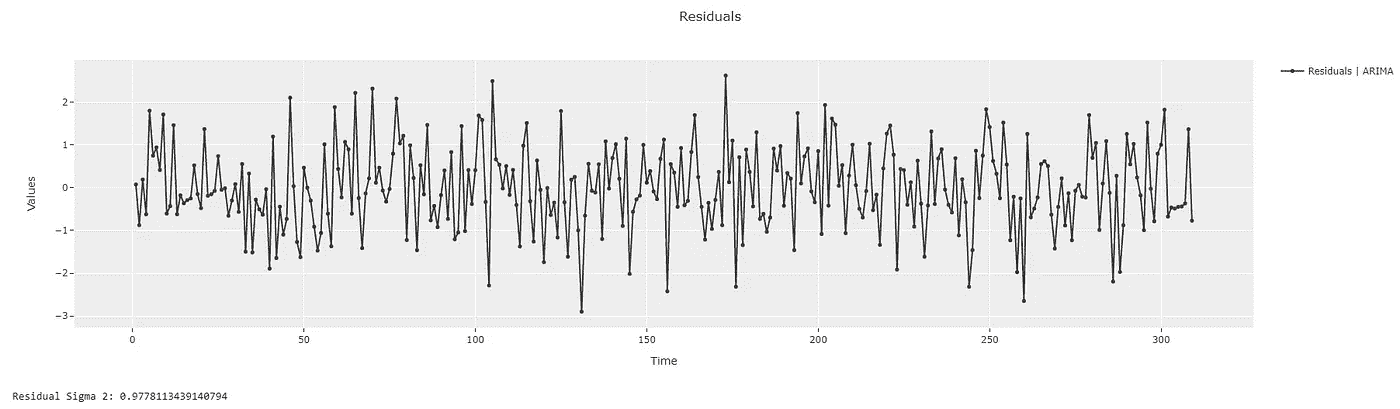 Residuals
Residuals | ARIMA
Values
2
1
0
−1
−2
−3
0 50 100 150 200 250 300
Time
Residual Sigma 2: 0.9778113439140794